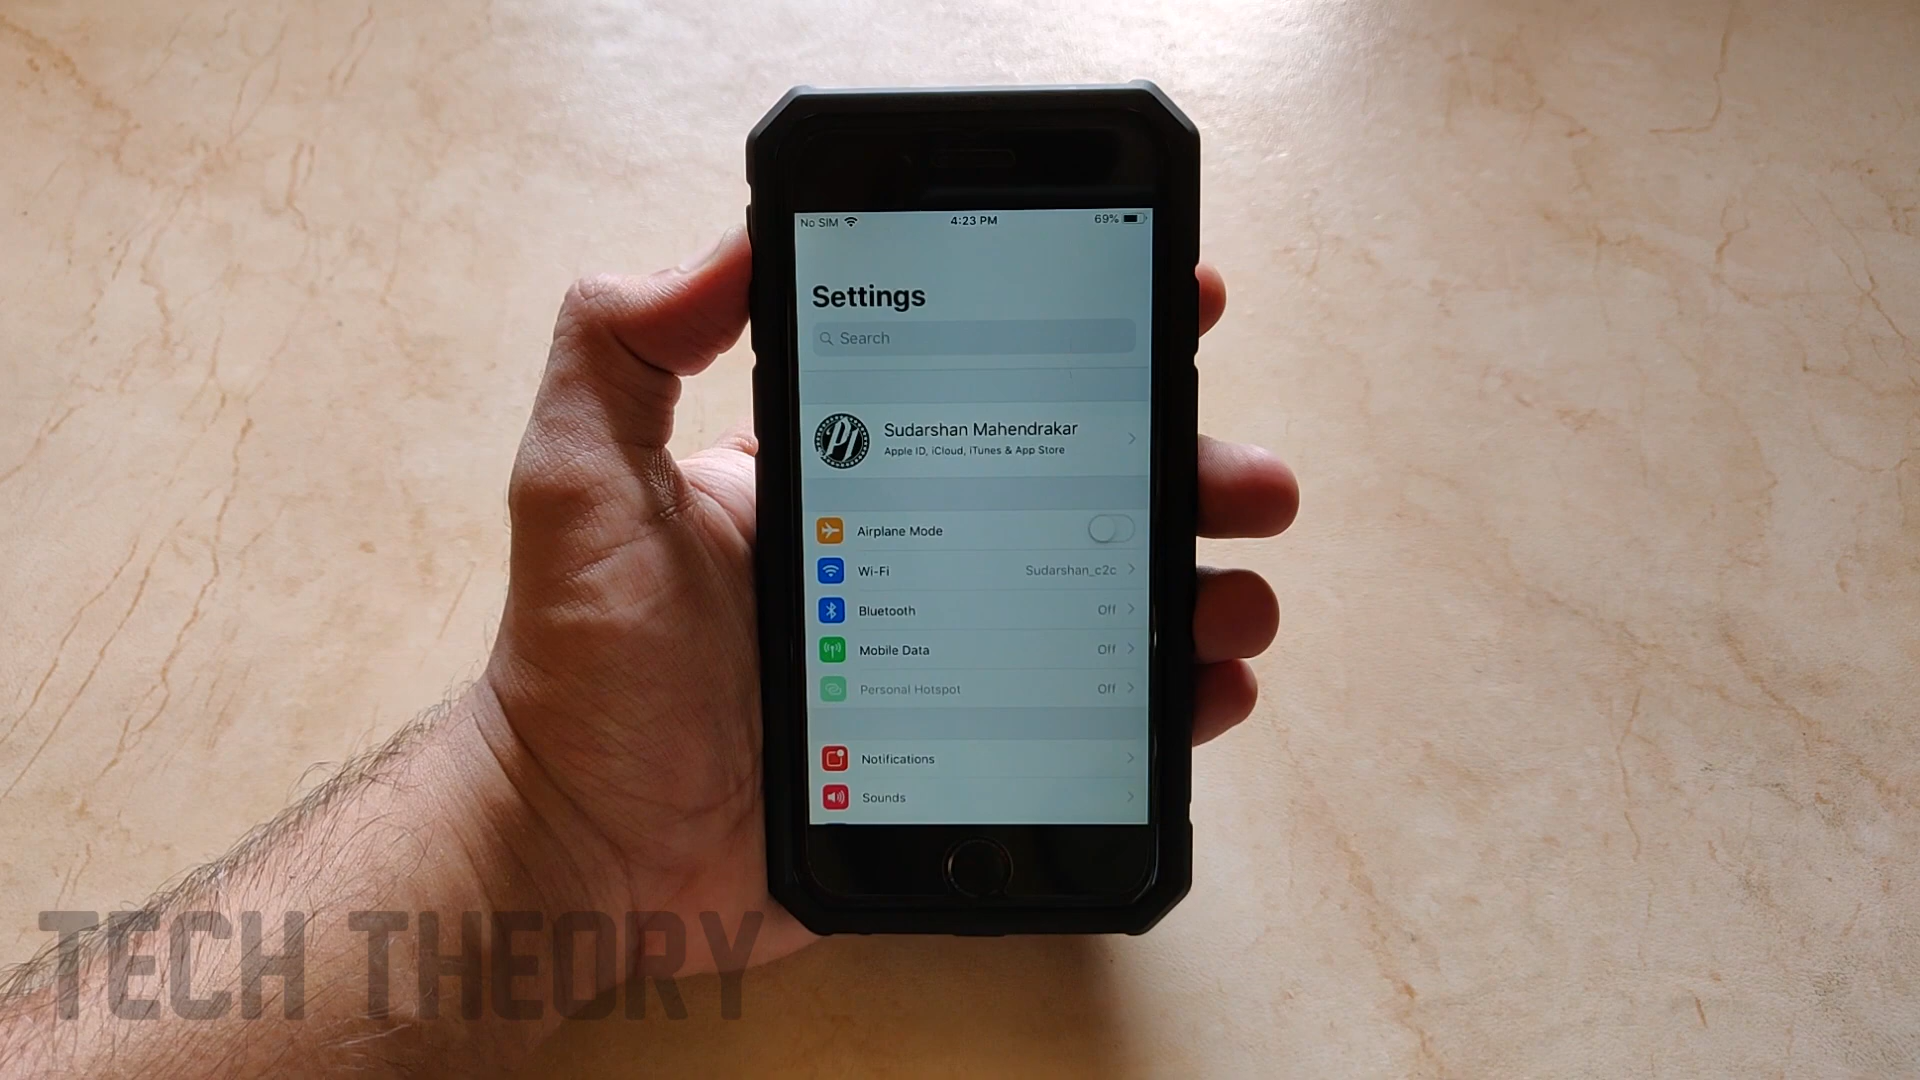 No SIM 4:23 PM 69%
Settings
Search
Sudarshan Mahendrakar
Apple ID, iCloud, iTunes & App Store
Airplane Mode
Wi-Fi Sudarshan_c2c
Bluetooth Off
Mobile Data Off
Personal Hotspot Off
Notifications
Sounds
TECH THEORY